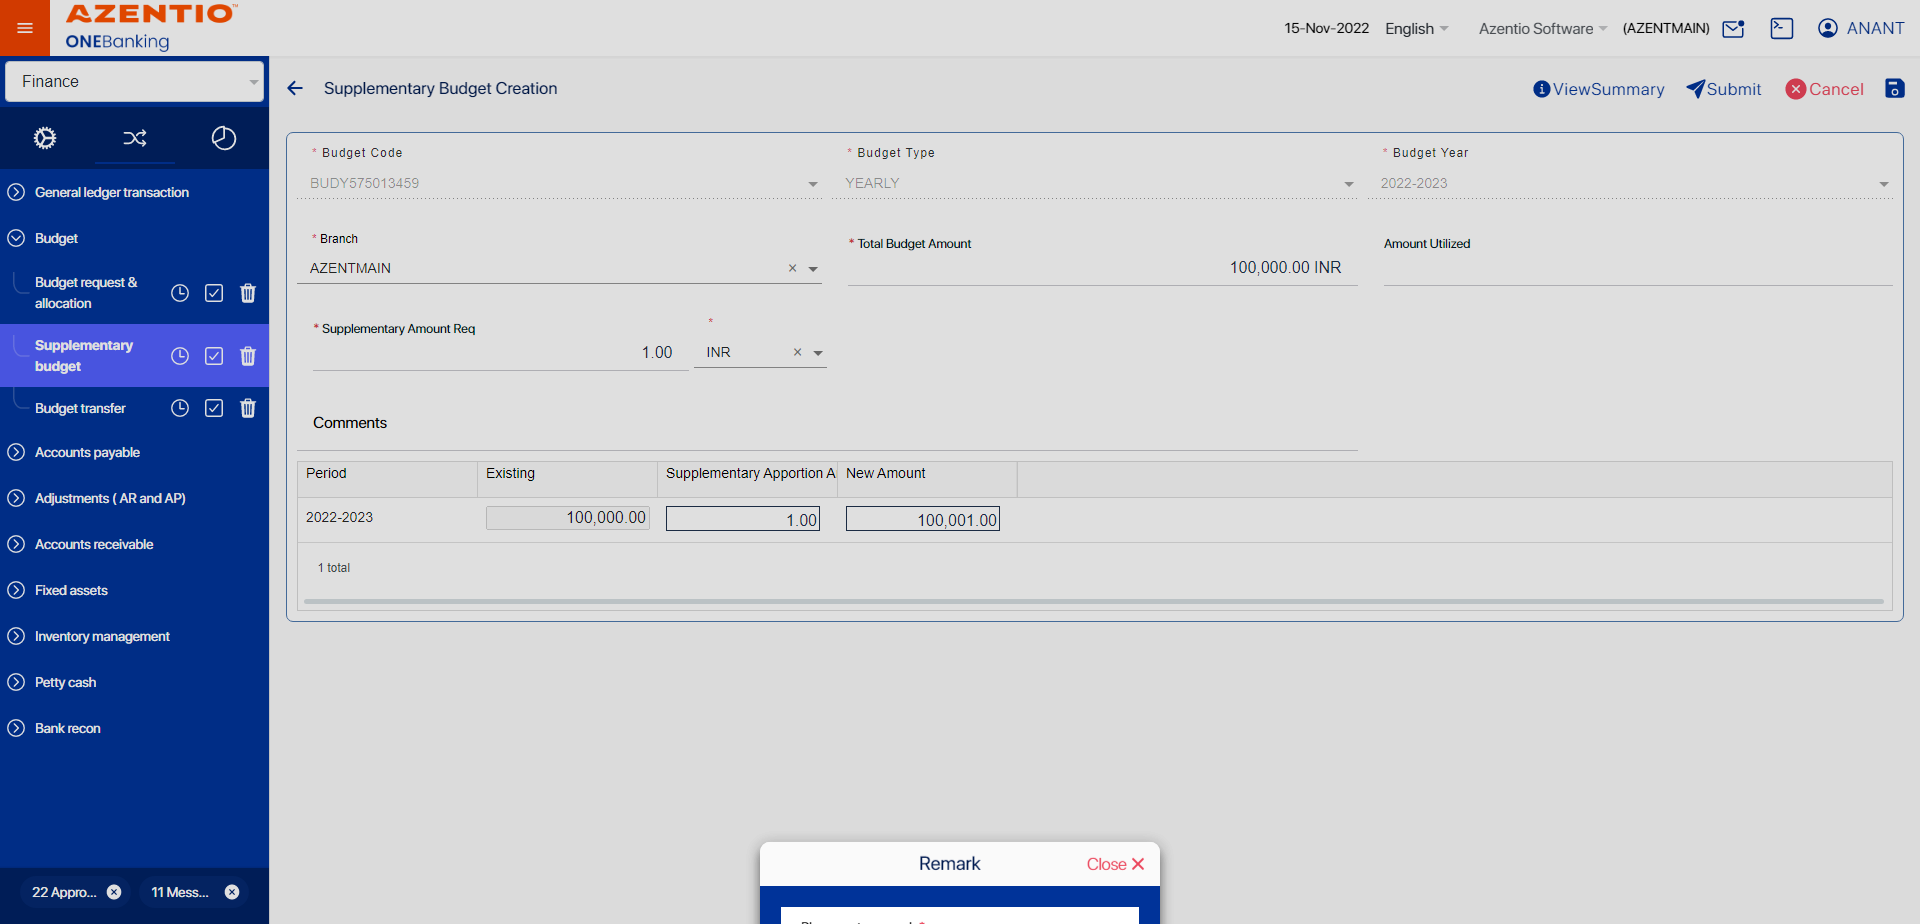 AZENTIO™
ONEBanking
15-Nov-2022 English Azentio Software (AZENTMAIN) ANANT
Finance
General ledger transaction
Budget
Budget request &
allocation
Supplementary
budget
Budget transfer
Accounts payable
Adjustments ( AR and AP)
Accounts receivable
Fixed assets
Inventory management
Petty cash
Bank recon
22 Appro... 11 Mess...
Supplementary Budget Creation
ViewSummary Submit Cancel
* Budget Code * Budget Type * Budget Year
BUDY575013459 YEARLY 2022-2023
* Branch * Total Budget Amount Amount Utilized
AZENTMAIN × 100,000.00 INR
* Supplementary Amount Req *
1.00 INR ×
Comments
Period Existing Supplementary Apportion A New Amount
2022-2023 100,000.00 1.00 100,001.00
1 total
Remark Close ×